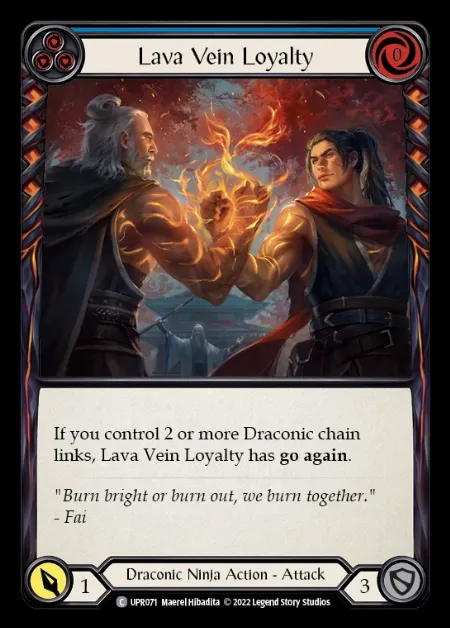 Lava Vein Loyalty
0
If you control 2 or more Draconic chain
links, Lava Vein Loyalty has go again.
"Burn bright or burn out, we burn together."
- Fai
1
Draconic Ninja Action - Attack
3
C UPR071 Maerel Hibadita © 2022 Legend Story Studios